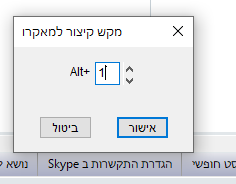 מקש קיצור למאקרו
Alt+ 1
אישור ביטול
סט חופשי הגדרת התקשרות ב Skype נושא ל